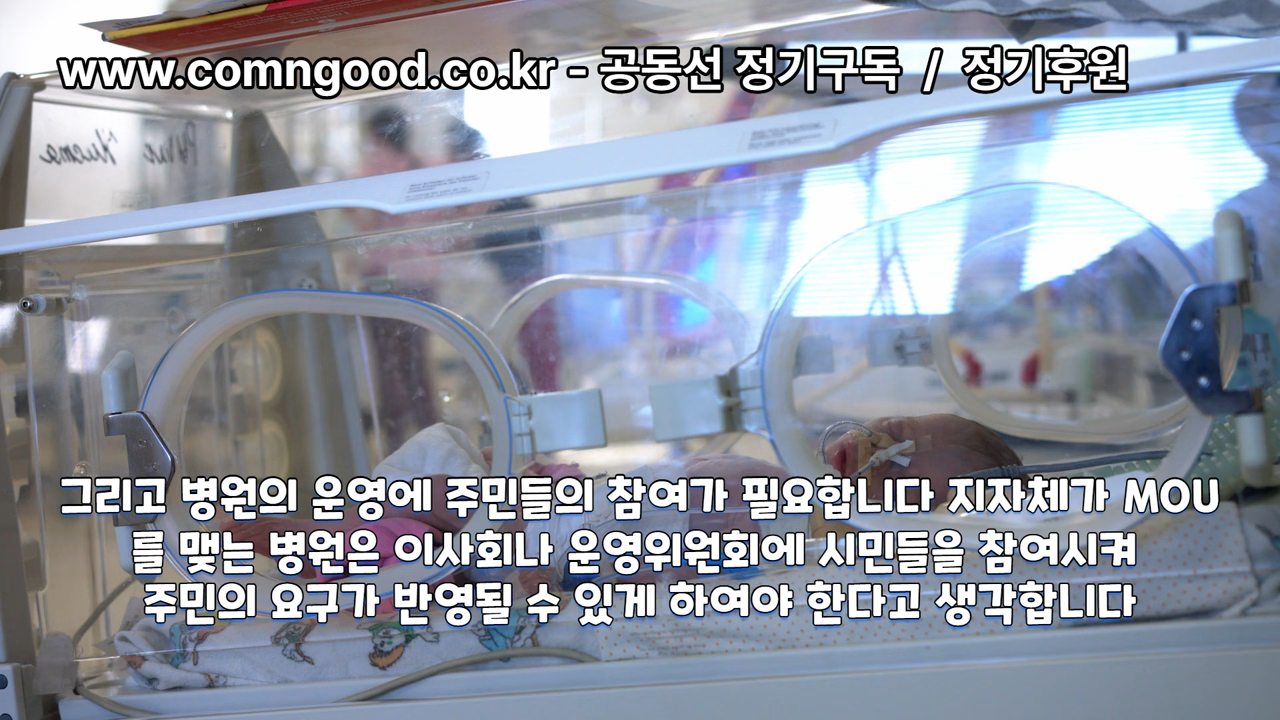 www.comngood.co.kr - 공동선 정기구독 / 정기후원
그리고 병원의 운영에 주민들의 참여가 필요합니다 지자체가 MOU
를 맺는 병원은 이사회나 운영위원회에 시민들을 참여시켜
주민의 요구가 반영될 수 있게 하여야 한다고 생각합니다